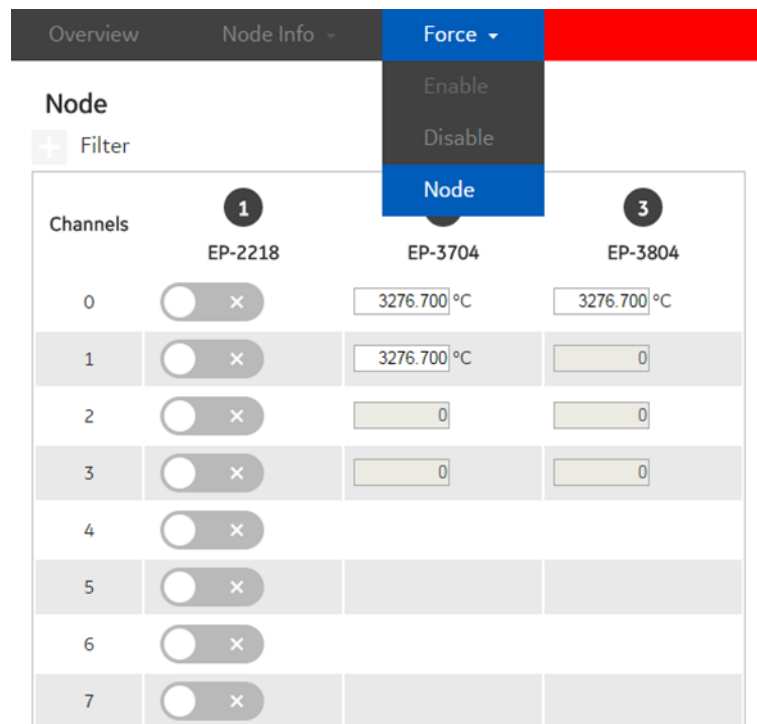 Overview Node Info Force
Enable
Disable
Node
Node
Filter
Channels 1 3
EP-2218 EP-3704 EP-3804
0 3276.700 °C 3276.700 °C
1 3276.700 °C 0
2 0 0
3 0 0
4
5
6
7